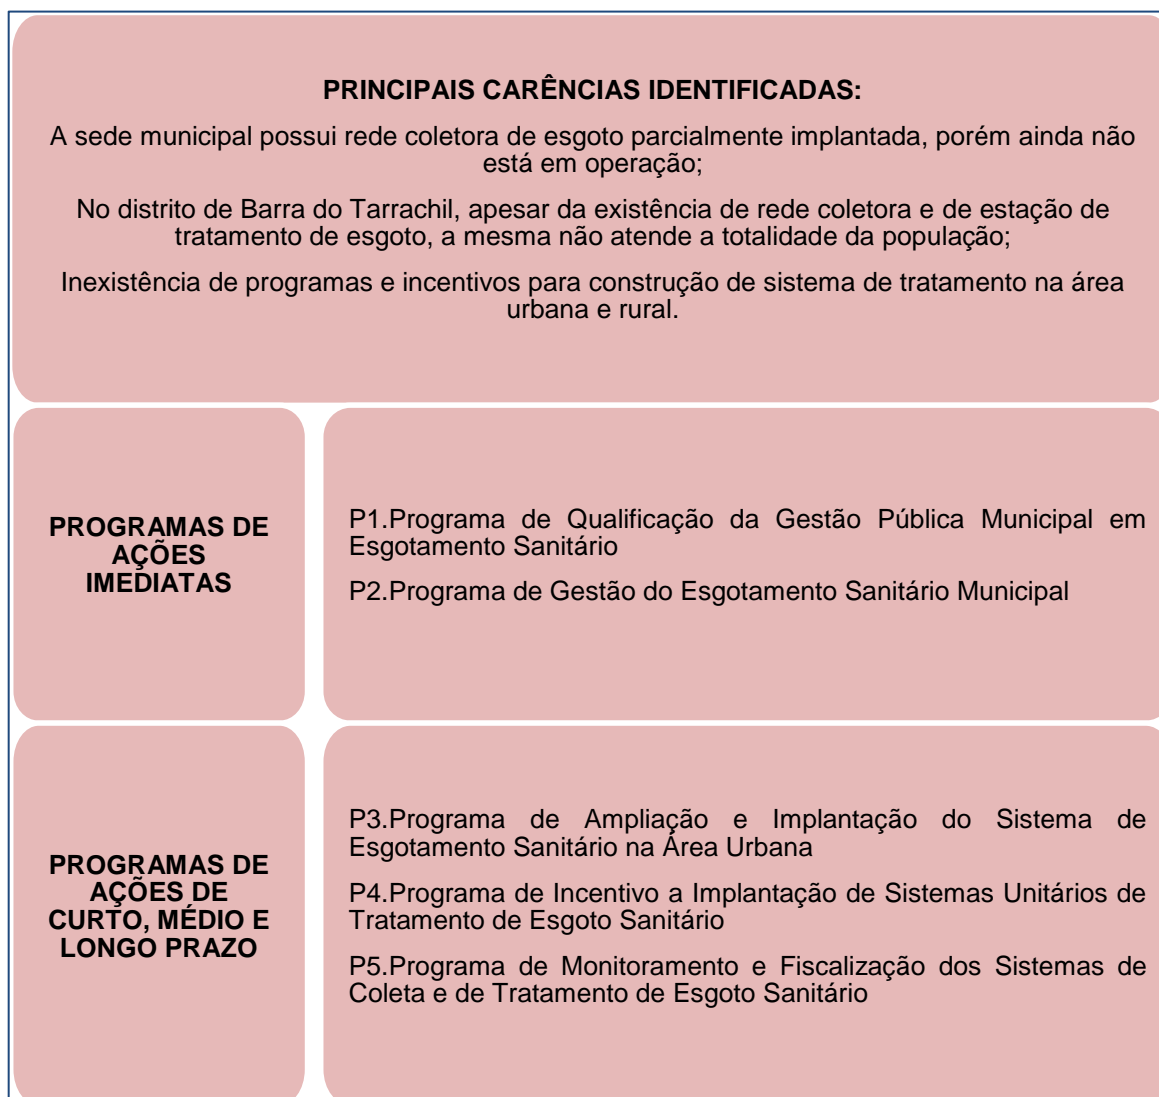 PRINCIPAIS CARÊNCIAS IDENTIFICADAS:
A sede municipal possui rede coletora de esgoto parcialmente implantada, porém ainda não
está em operação;
No distrito de Barra do Tarrachil, apesar da existência de rede coletora e de estação de
tratamento de esgoto, a mesma não atende a totalidade da população;
Inexistência de programas e incentivos para construção de sistema de tratamento na área
urbana e rural.
PROGRAMAS DE
AÇÕES
IMEDIATAS
P1.Programa de Qualificação da Gestão Pública Municipal em
Esgotamento Sanitário
P2.Programa de Gestão do Esgotamento Sanitário Municipal
PROGRAMAS DE
AÇÕES DE
CURTO, MÉDIO E
LONGO PRAZO
P3.Programa de Ampliação e Implantação do Sistema de
Esgotamento Sanitário na Área Urbana
P4.Programa de Incentivo a Implantação de Sistemas Unitários de
Tratamento de Esgoto Sanitário
P5.Programa de Monitoramento e Fiscalização dos Sistemas de
Coleta e de Tratamento de Esgoto Sanitário